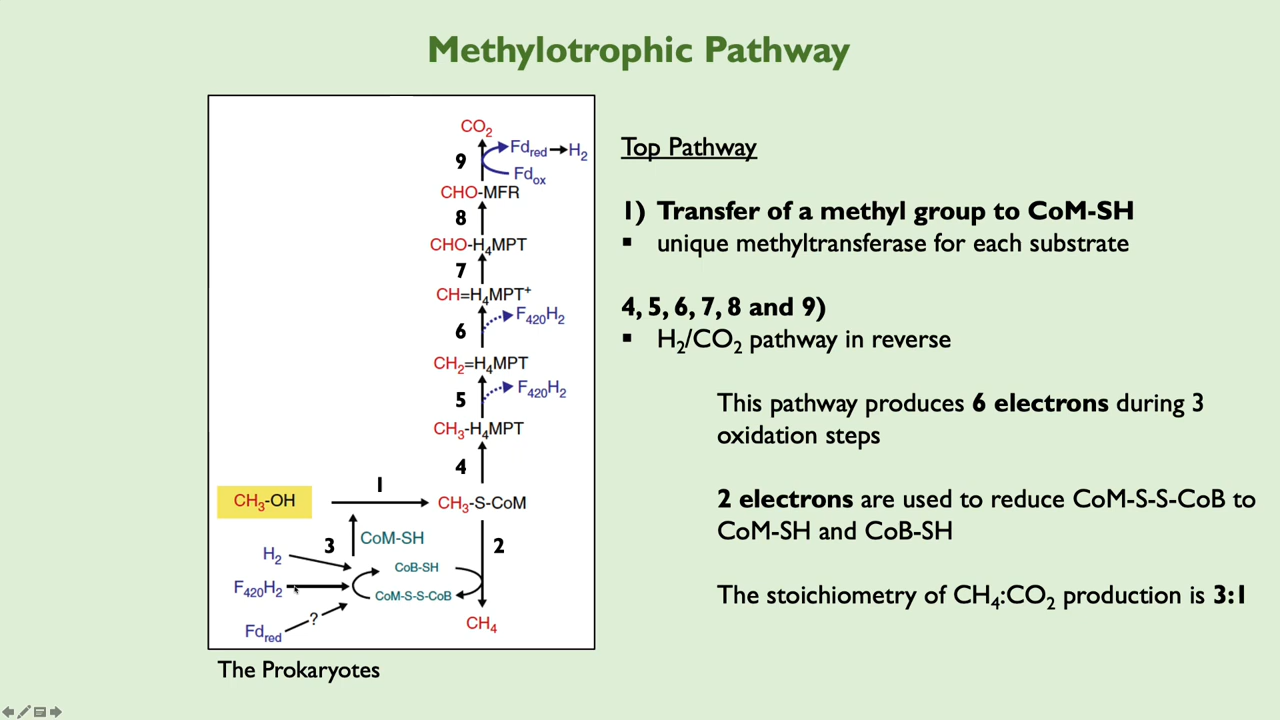 Methylotrophic Pathway
CO₂
9
Fd_red → H₂
Fd_ox
CHO-MFR
8
CHO-H₄MPT
7
CH=H₄MPT⁺
6
F₄₂₀H₂
CH₂=H₄MPT
5
F₄₂₀H₂
CH₃-H₄MPT
4
1
CH₃-OH
CH₃-S-CoM
3
CoM-SH
2
H₂
CoB-SH
F₄₂₀H₂
CoM-S-S-CoB
?
Fd_red
CH₄
The Prokaryotes
Top Pathway
1) Transfer of a methyl group to CoM-SH
▪ unique methyltransferase for each substrate
4, 5, 6, 7, 8 and 9)
▪ H₂/CO₂ pathway in reverse
This pathway produces 6 electrons during 3
oxidation steps
2 electrons are used to reduce CoM-S-S-CoB to
CoM-SH and CoB-SH
The stoichiometry of CH₄:CO₂ production is 3:1